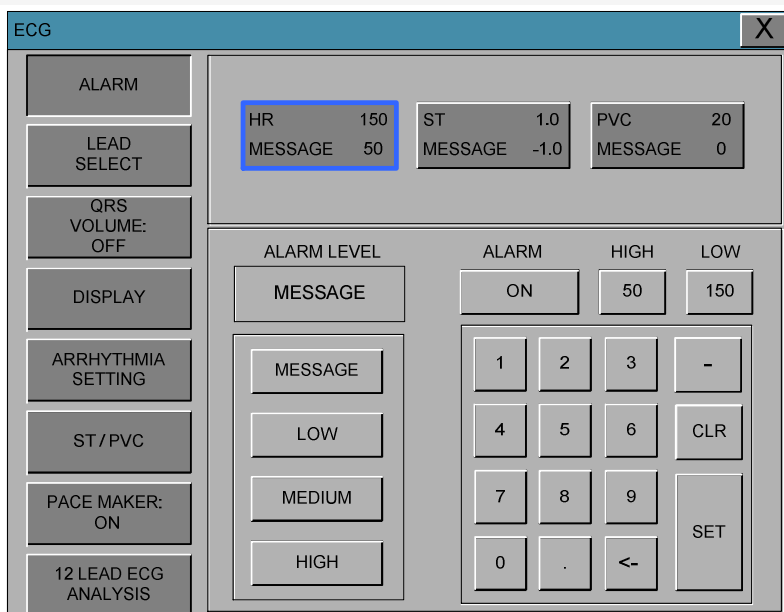 ECG X
ALARM
LEAD
SELECT
QRS
VOLUME:
OFF
DISPLAY
ARRHYTHMIA
SETTING
ST/PVC
PACE MAKER:
ON
12 LEAD ECG
ANALYSIS
HR 150
MESSAGE 50
ST 1.0
MESSAGE -1.0
PVC 20
MESSAGE 0
ALARM LEVEL
MESSAGE
MESSAGE
LOW
MEDIUM
HIGH
ALARM HIGH LOW
ON 50 150
1 2 3 -
4 5 6 CLR
7 8 9
SET
0 . <-